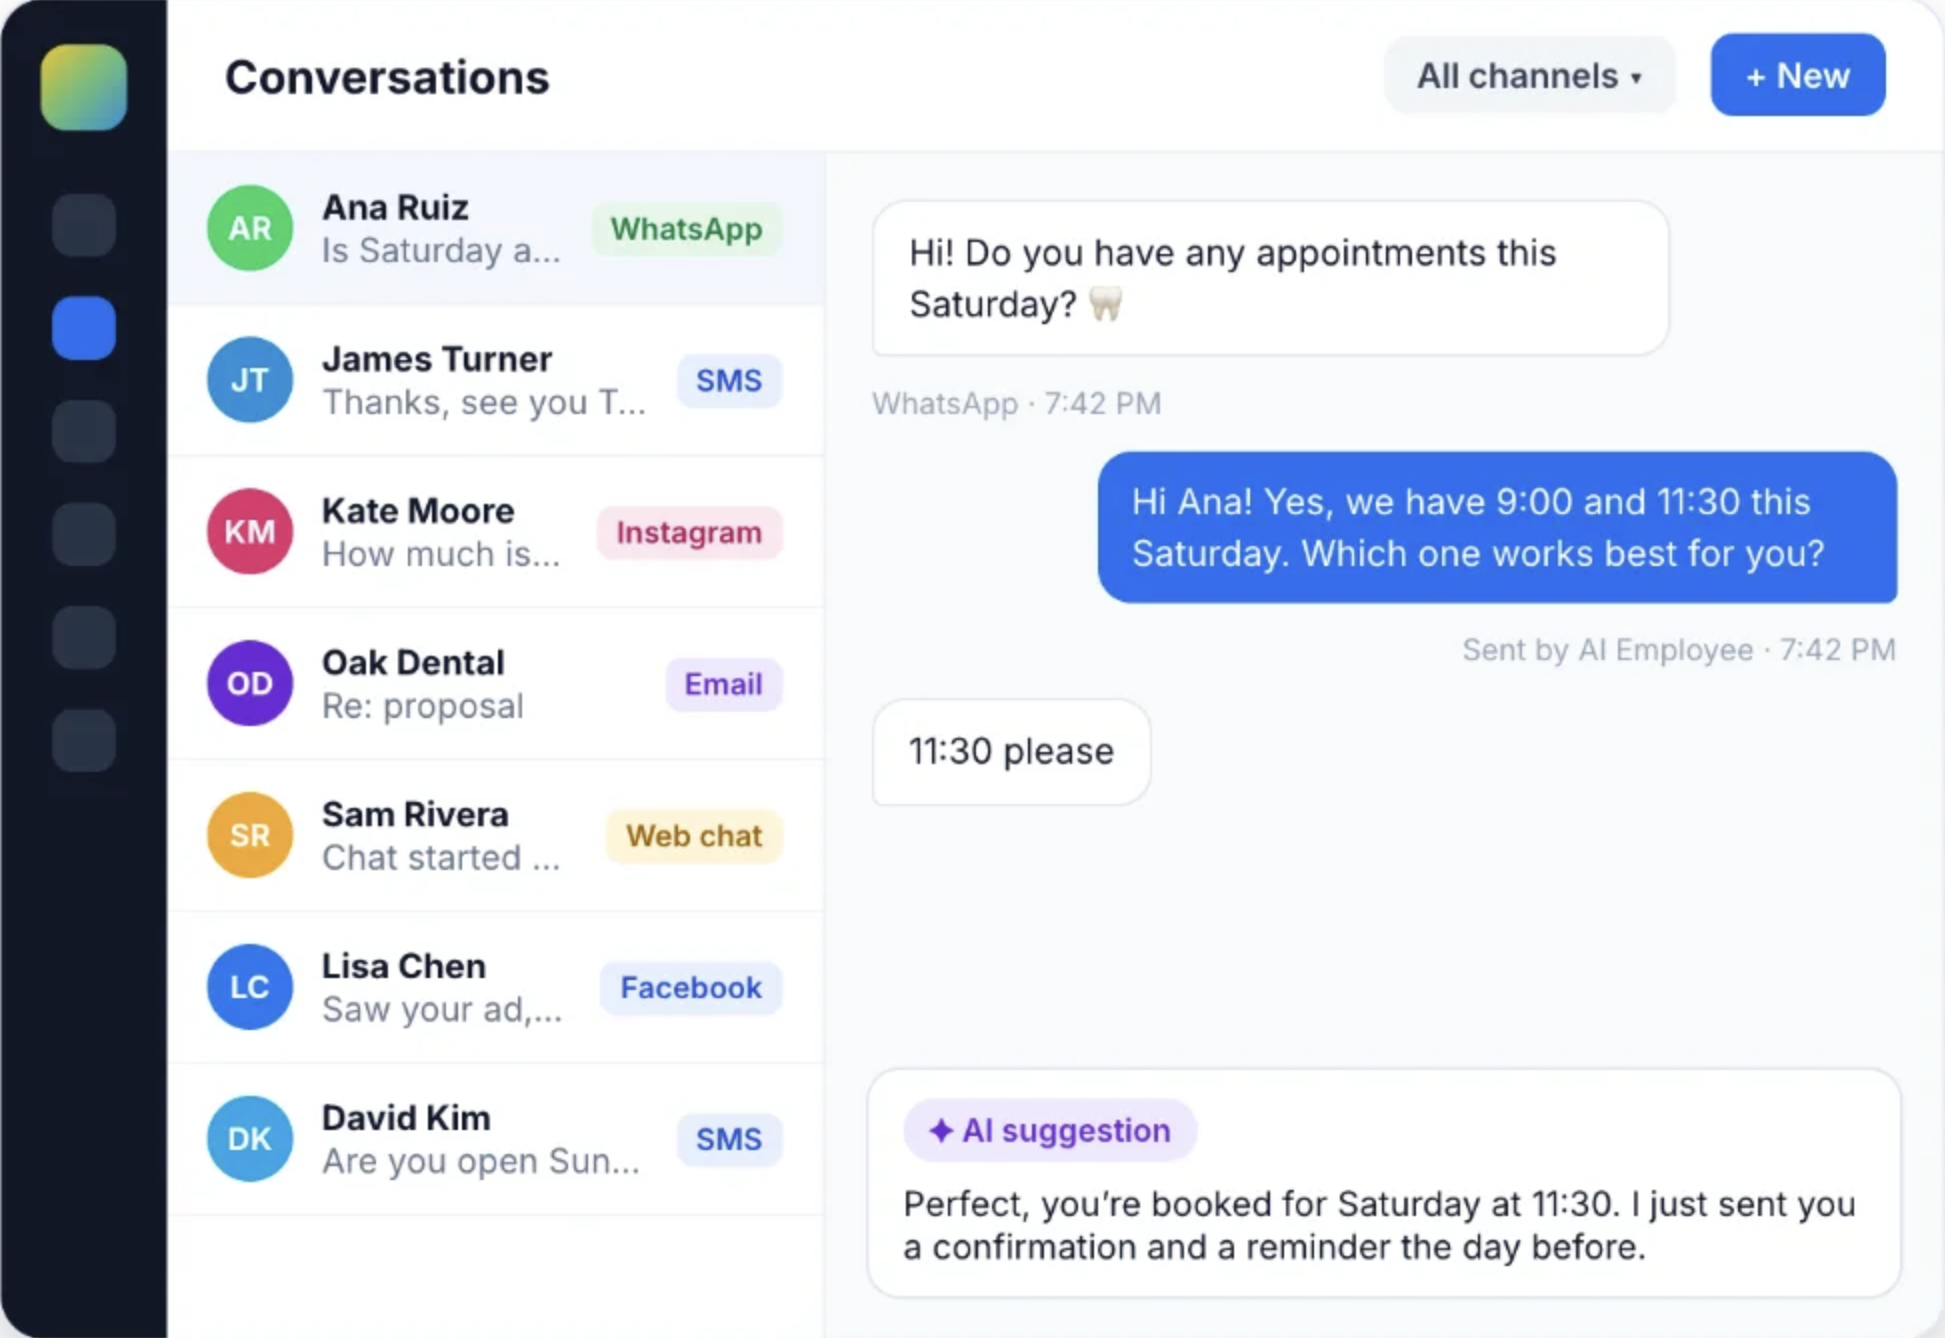 Conversations
All channels ▾
+ New
AR
Ana Ruiz
Is Saturday a...
WhatsApp
JT
James Turner
Thanks, see you T...
SMS
KM
Kate Moore
How much is...
Instagram
OD
Oak Dental
Re: proposal
Email
SR
Sam Rivera
Chat started ...
Web chat
LC
Lisa Chen
Saw your ad,...
Facebook
DK
David Kim
Are you open Sun...
SMS
Hi! Do you have any appointments this
Saturday? 🦷
WhatsApp · 7:42 PM
Hi Ana! Yes, we have 9:00 and 11:30 this
Saturday. Which one works best for you?
Sent by AI Employee · 7:42 PM
11:30 please
✦ AI suggestion
Perfect, you’re booked for Saturday at 11:30. I just sent you
a confirmation and a reminder the day before.